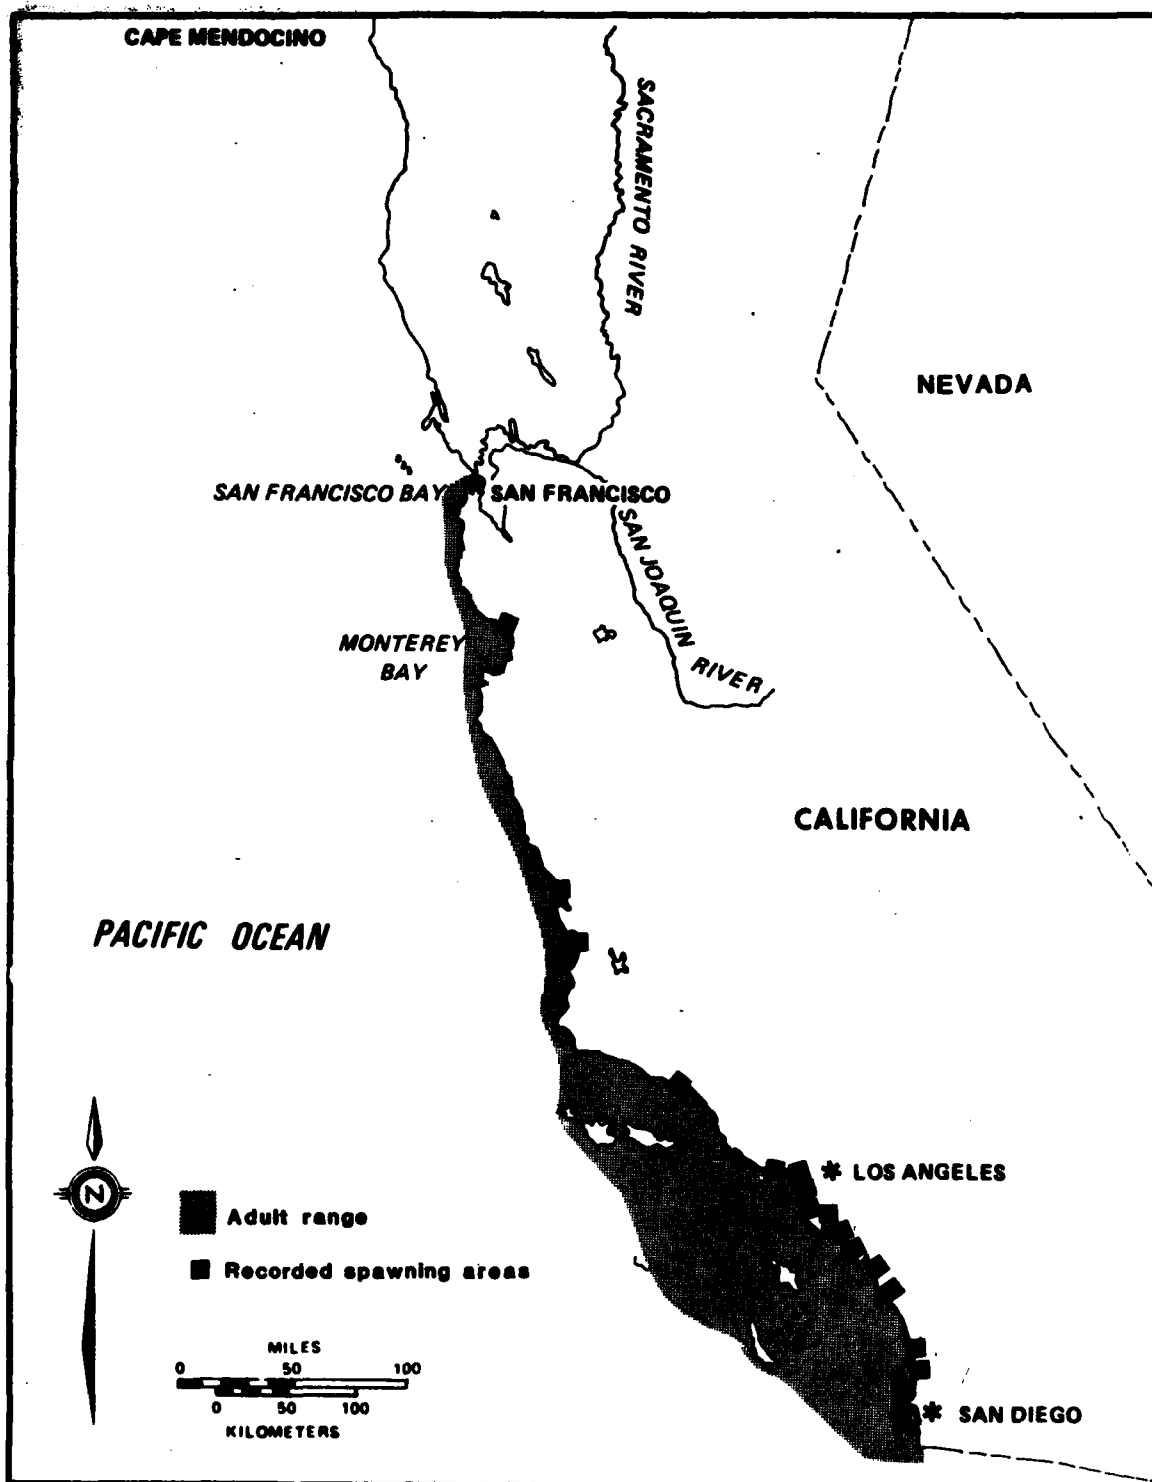 CAPE MENDOCINO
SACRAMENTO RIVER
NEVADA
SAN FRANCISCO BAY
SAN FRANCISCO
SAN JOAQUIN RIVER
MONTEREY
BAY
CALIFORNIA
PACIFIC OCEAN
* LOS ANGELES
N
Adult range
Recorded spawning areas
MILES
0 50 100
0 50 100
KILOMETERS
* SAN DIEGO